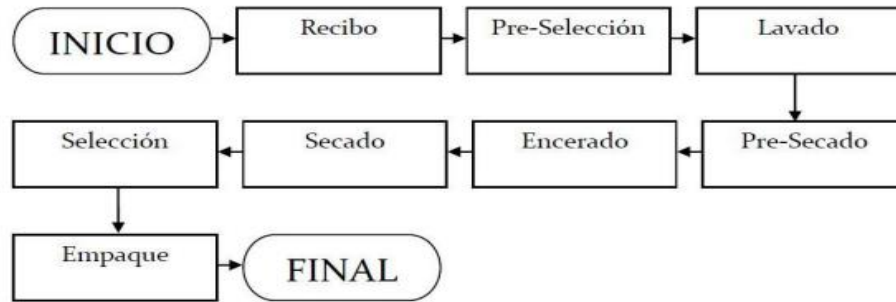 INICIO
Recibo
Pre-Selección
Lavado
Pre-Secado
Encerado
Secado
Selección
Empaque
FINAL